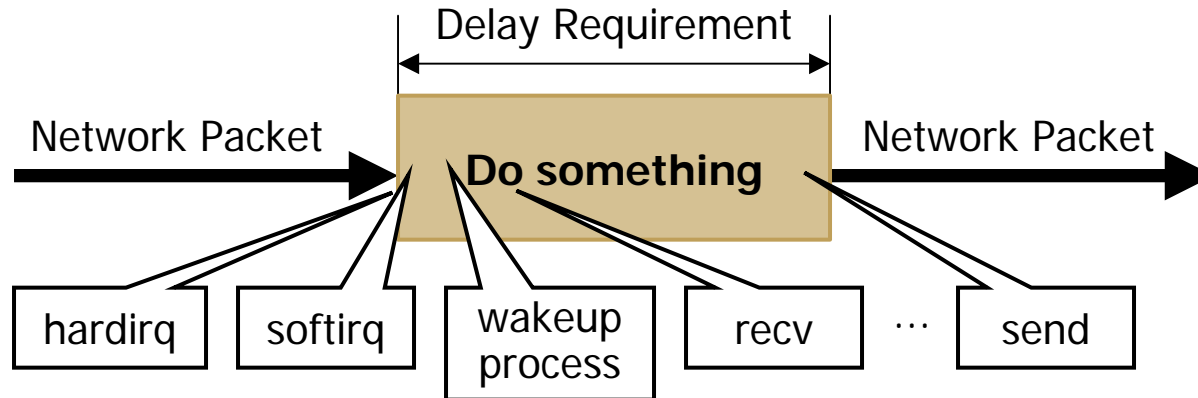 Delay Requirement
Network Packet
Do something
Network Packet
hardirq
softirq
wakeup
process
recv
…
send